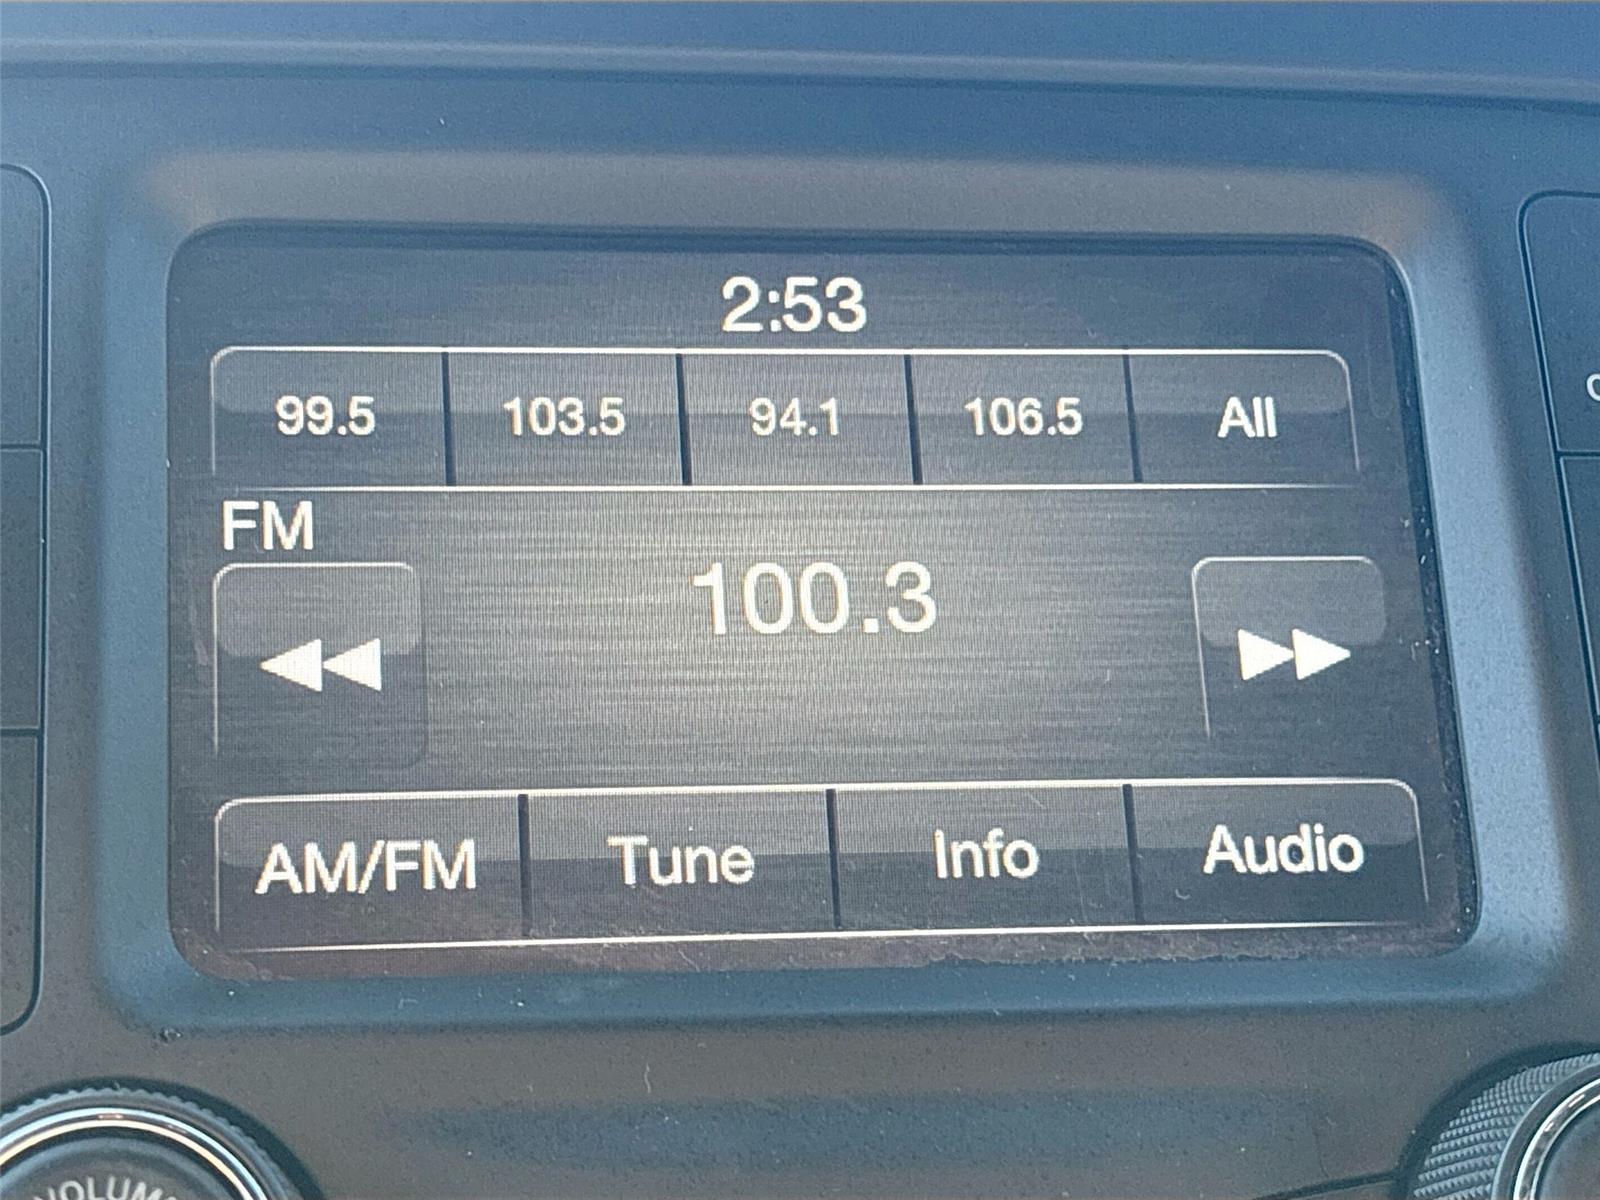 2:53
99.5 103.5 94.1 106.5 All
FM
100.3
AM/FM Tune Info Audio